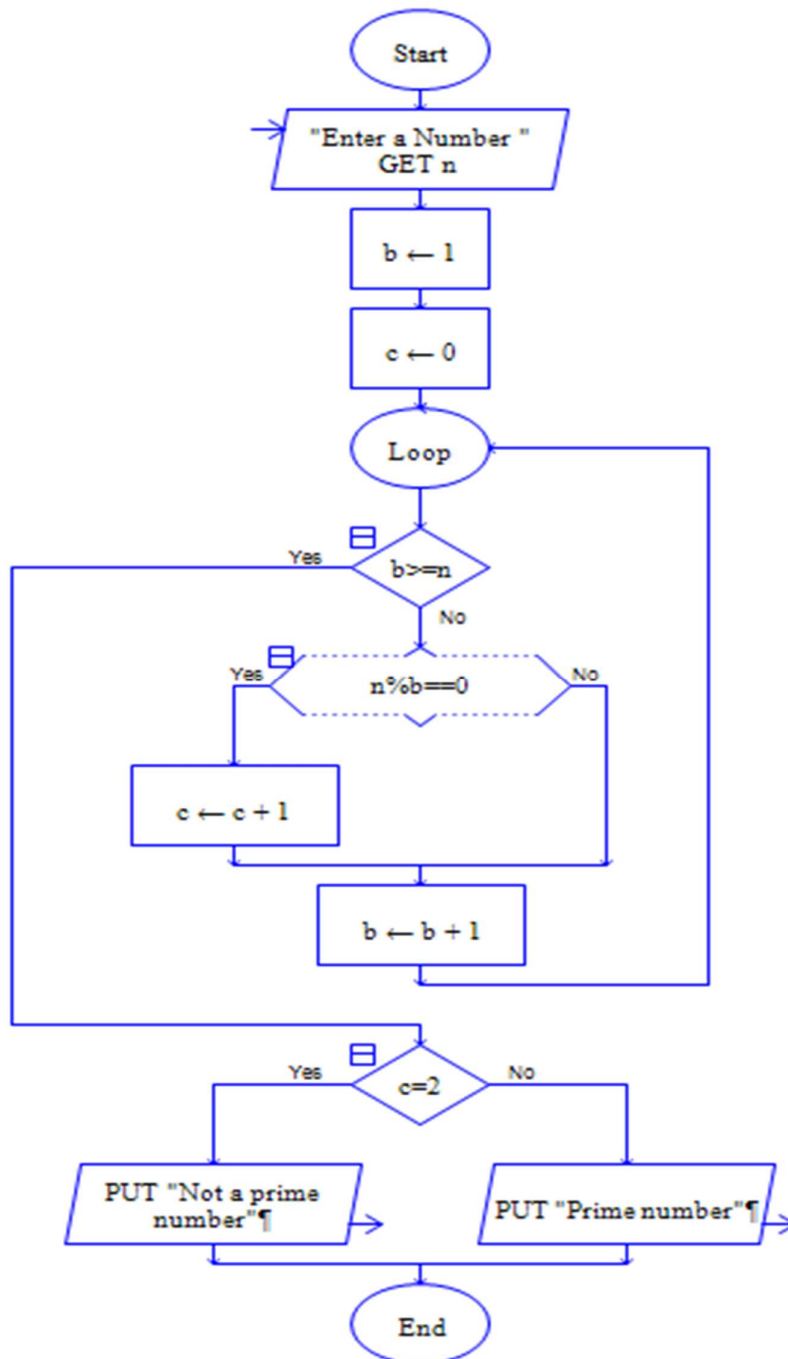 Start
"Enter a Number "
GET n
b ← 1
c ← 0
Loop
Yes
b>=n
No
Yes
n%b==0
No
c ← c + 1
b ← b + 1
Yes
c=2
No
PUT "Not a prime
number"¶
PUT "Prime number"¶
End